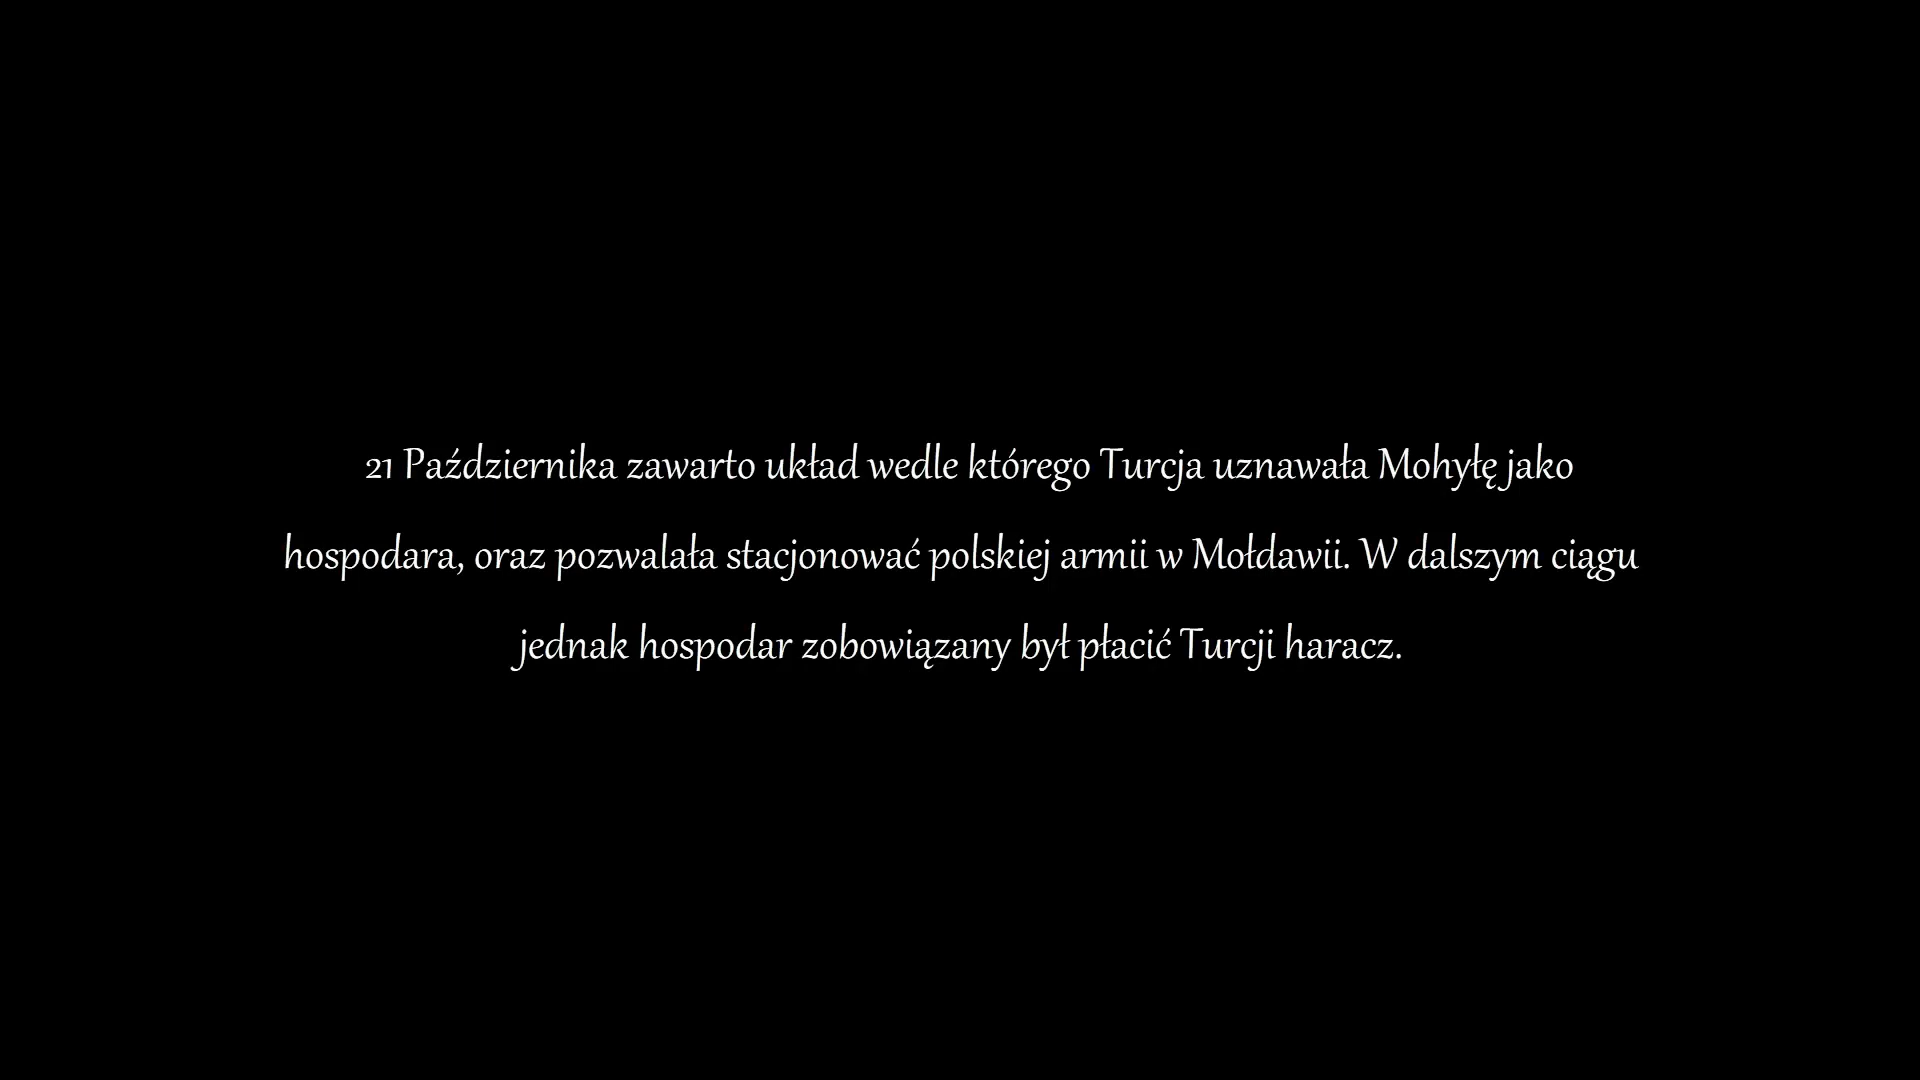 21 Października zawarto układ wedle którego Turcja uznawała Mohyłę jako
hospodara, oraz pozwalała stacjonować polskiej armii w Mołdawii. W dalszym ciągu
jednak hospodar zobowiązany był płacić Turcji haracz.